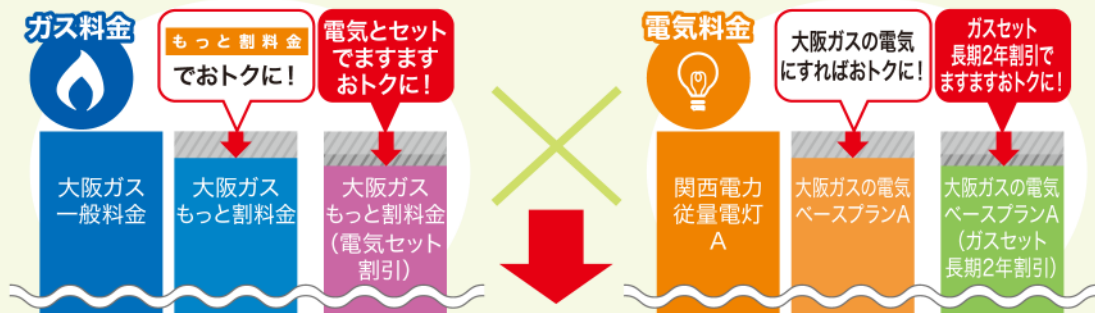 ガス料金
もっと割料金
でおトクに！
電気とセット
でますます
おトクに！
大阪ガス
一般料金
大阪ガス
もっと割料金
大阪ガス
もっと割料金
（電気セット
割引）
電気料金
大阪ガスの電気
にすればおトクに！
ガスセット
長期2年割引で
ますますおトクに！
関西電力
従量電灯
A
大阪ガスの電気
ベースプランA
大阪ガスの電気
ベースプランA
（ガスセット
長期2年割引）